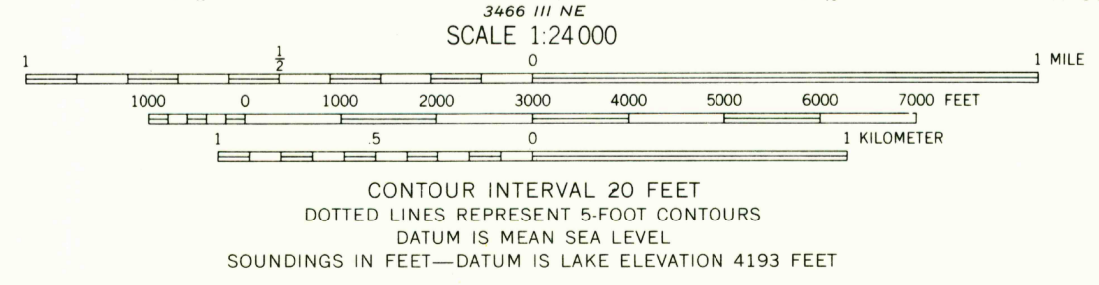 3466 III NE
SCALE 1:24 000
1 1/2 0 1 MILE
1000 0 1000 2000 3000 4000 5000 6000 7000 FEET
1 .5 0 1 KILOMETER
CONTOUR INTERVAL 20 FEET
DOTTED LINES REPRESENT 5-FOOT CONTOURS
DATUM IS MEAN SEA LEVEL
SOUNDINGS IN FEET—DATUM IS LAKE ELEVATION 4193 FEET